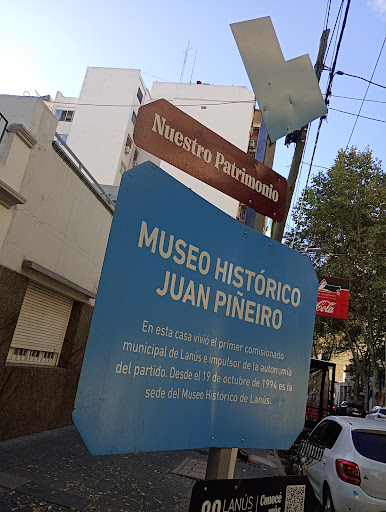 Nuestro Patrimonio
MUSEO HISTÓRICO
JUAN PIÑEIRO
En esta casa vivió el primer comisionado
municipal de Lanús e impulsor de la autonomía
del partido. Desde el 19 de octubre de 1994 es la
sede del Museo Histórico de Lanús.
Coca-Cola
LANÚS | Conocé
más